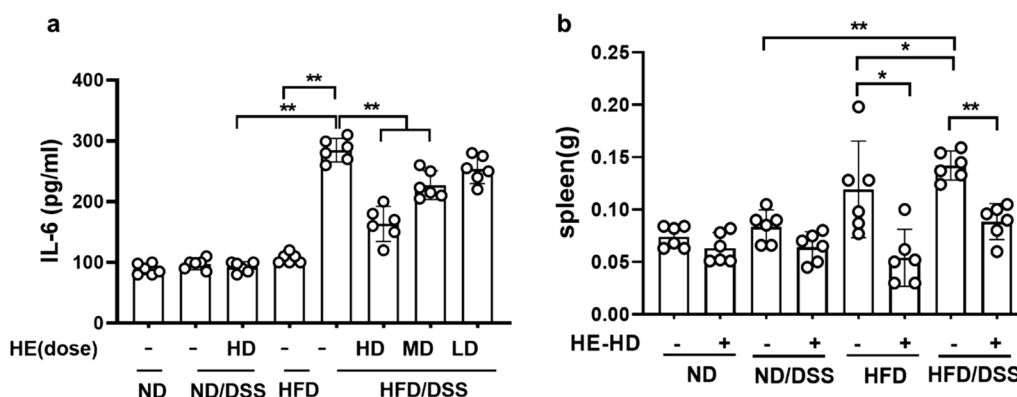 a
IL-6 (pg/ml)
400
300
200
100
0
**
**
**
HE(dose)
- - HD - - HD MD LD
ND ND/DSS HFD HFD/DSS
b
spleen(g)
0.25
0.20
0.15
0.10
0.05
0.00
**
*
*
**
HE-HD
- + - + - + - +
ND ND/DSS HFD HFD/DSS